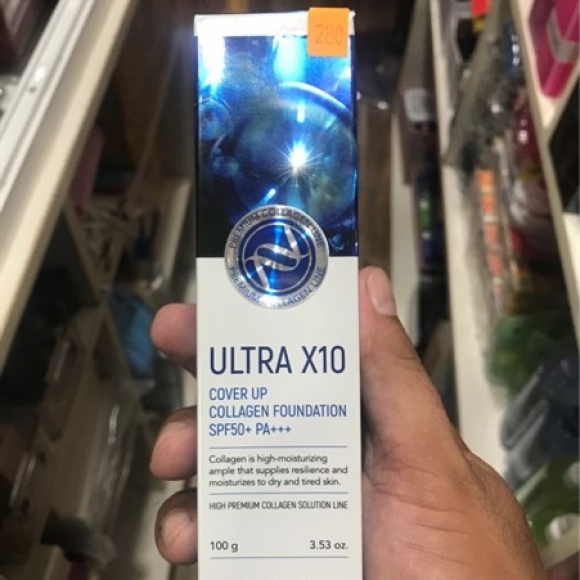 280
PREMIUM COLLAGEN LINE
PREMIUM COLLAGEN LINE
ULTRA X10
COVER UP
COLLAGEN FOUNDATION
SPF50+ PA+++
Collagen is high-moisturizing
ample that supplies resilience and
moisturizes to dry and tired skin.
HIGH PREMIUM COLLAGEN SOLUTION LINE
100 g 3.53 oz.